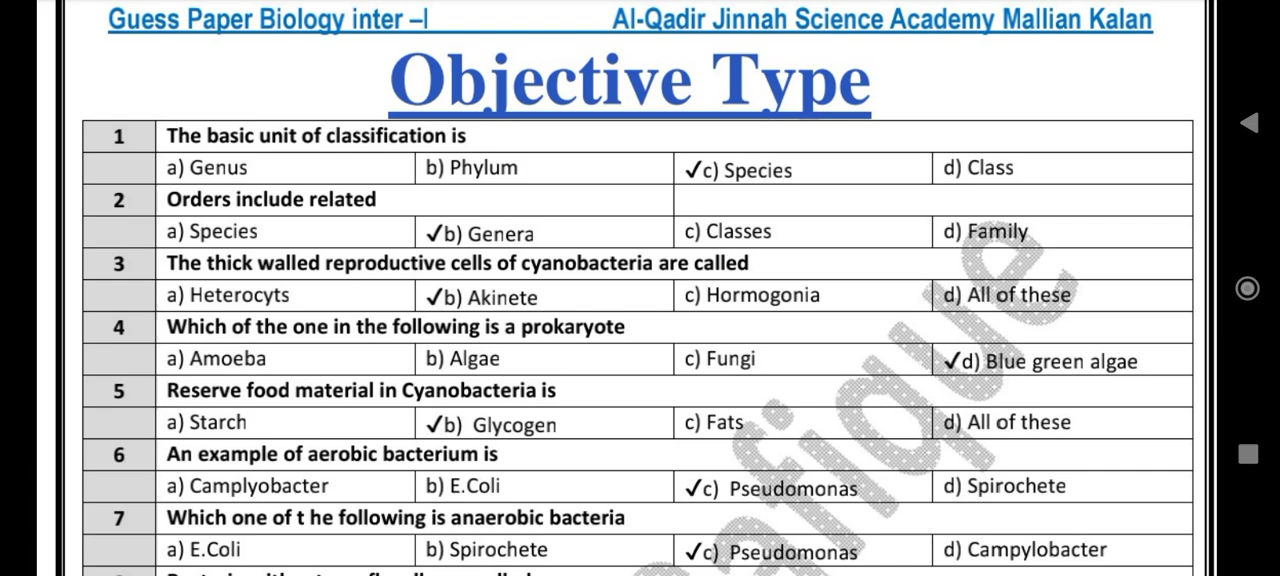 Guess Paper Biology inter –I Al-Qadir Jinnah Science Academy Mallian Kalan
Objective Type
1 The basic unit of classification is
a) Genus b) Phylum ✓c) Species d) Class
2 Orders include related
a) Species ✓b) Genera c) Classes d) Family
3 The thick walled reproductive cells of cyanobacteria are called
a) Heterocyts ✓b) Akinete c) Hormogonia d) All of these
4 Which of the one in the following is a prokaryote
a) Amoeba b) Algae c) Fungi ✓d) Blue green algae
5 Reserve food material in Cyanobacteria is
a) Starch ✓b) Glycogen c) Fats d) All of these
6 An example of aerobic bacterium is
a) Camplyobacter b) E.Coli ✓c) Pseudomonas d) Spirochete
7 Which one of t he following is anaerobic bacteria
a) E.Coli b) Spirochete ✓c) Pseudomonas d) Campylobacter